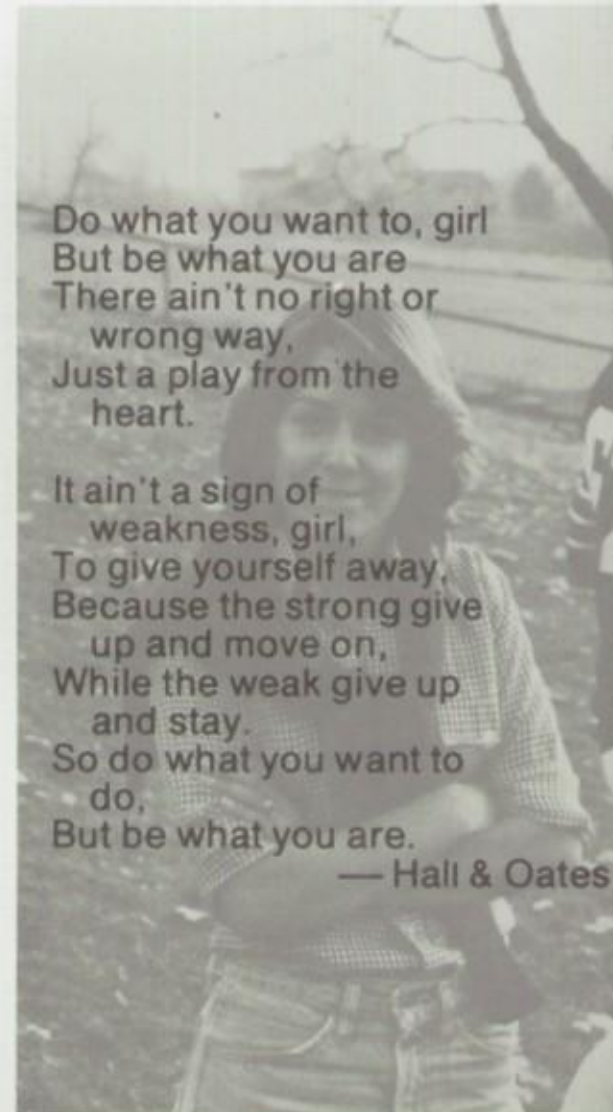 Do what you want to, girl
But be what you are
There ain't no right or
wrong way,
Just a play from the
heart.

It ain't a sign of
weakness, girl,
To give yourself away,
Because the strong give
up and move on,
While the weak give up
and stay.
So do what you want to
do,
But be what you are.
— Hall & Oates